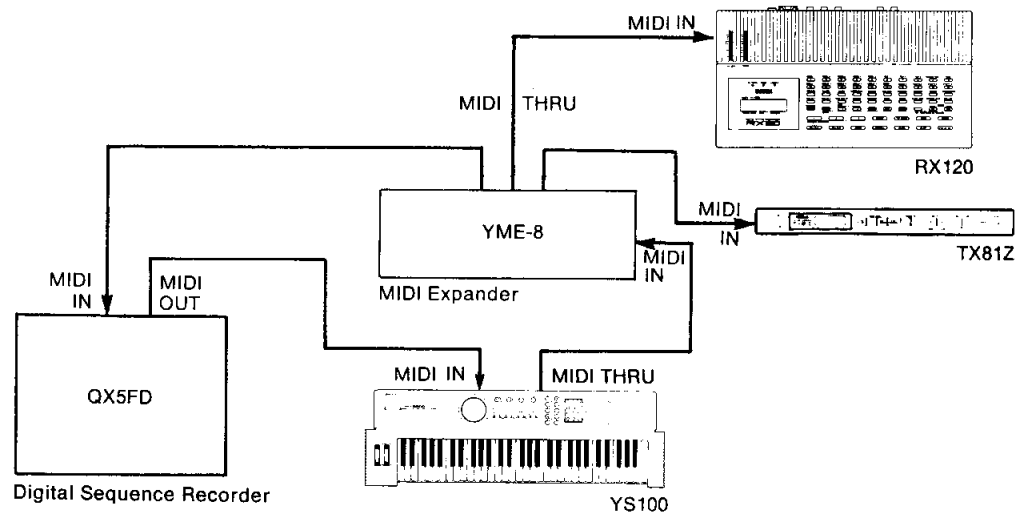 MIDI IN
MIDI THRU
RX120
MIDI
IN
TX81Z
YME-8
MIDI
IN
MIDI Expander
MIDI
IN
MIDI
OUT
QX5FD
Digital Sequence Recorder
MIDI IN
MIDI THRU
YS100